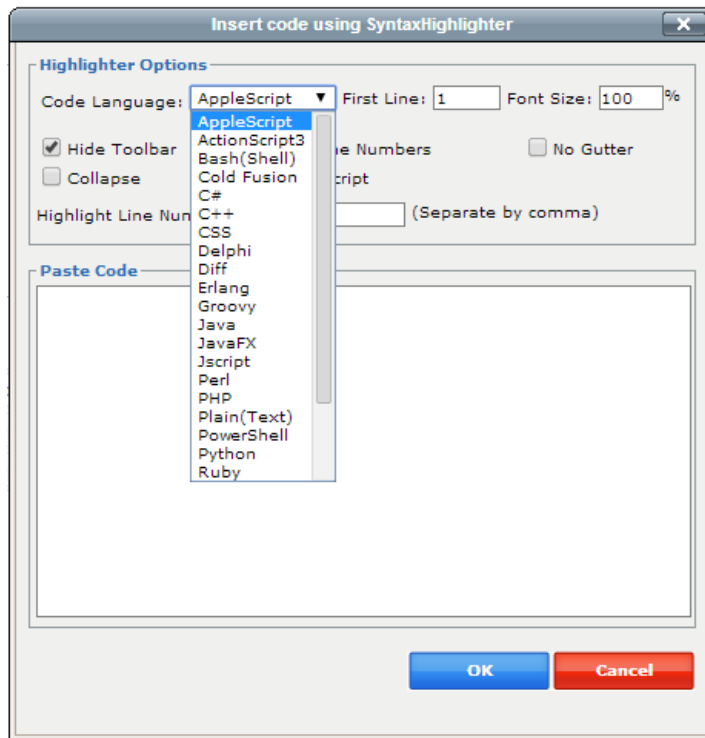 Insert code using SyntaxHighlighter
Highlighter Options
Code Language: AppleScript First Line: 1 Font Size: 100 %
AppleScript
ActionScript3
Bash(Shell)
Cold Fusion
C#
C++
CSS
Delphi
Diff
Erlang
Groovy
Java
JavaFX
Jscript
Perl
PHP
Plain(Text)
PowerShell
Python
Ruby
Hide Toolbar Numbers No Gutter
Collapse
Highlight Line (Separate by comma)
Paste Code
OK Cancel